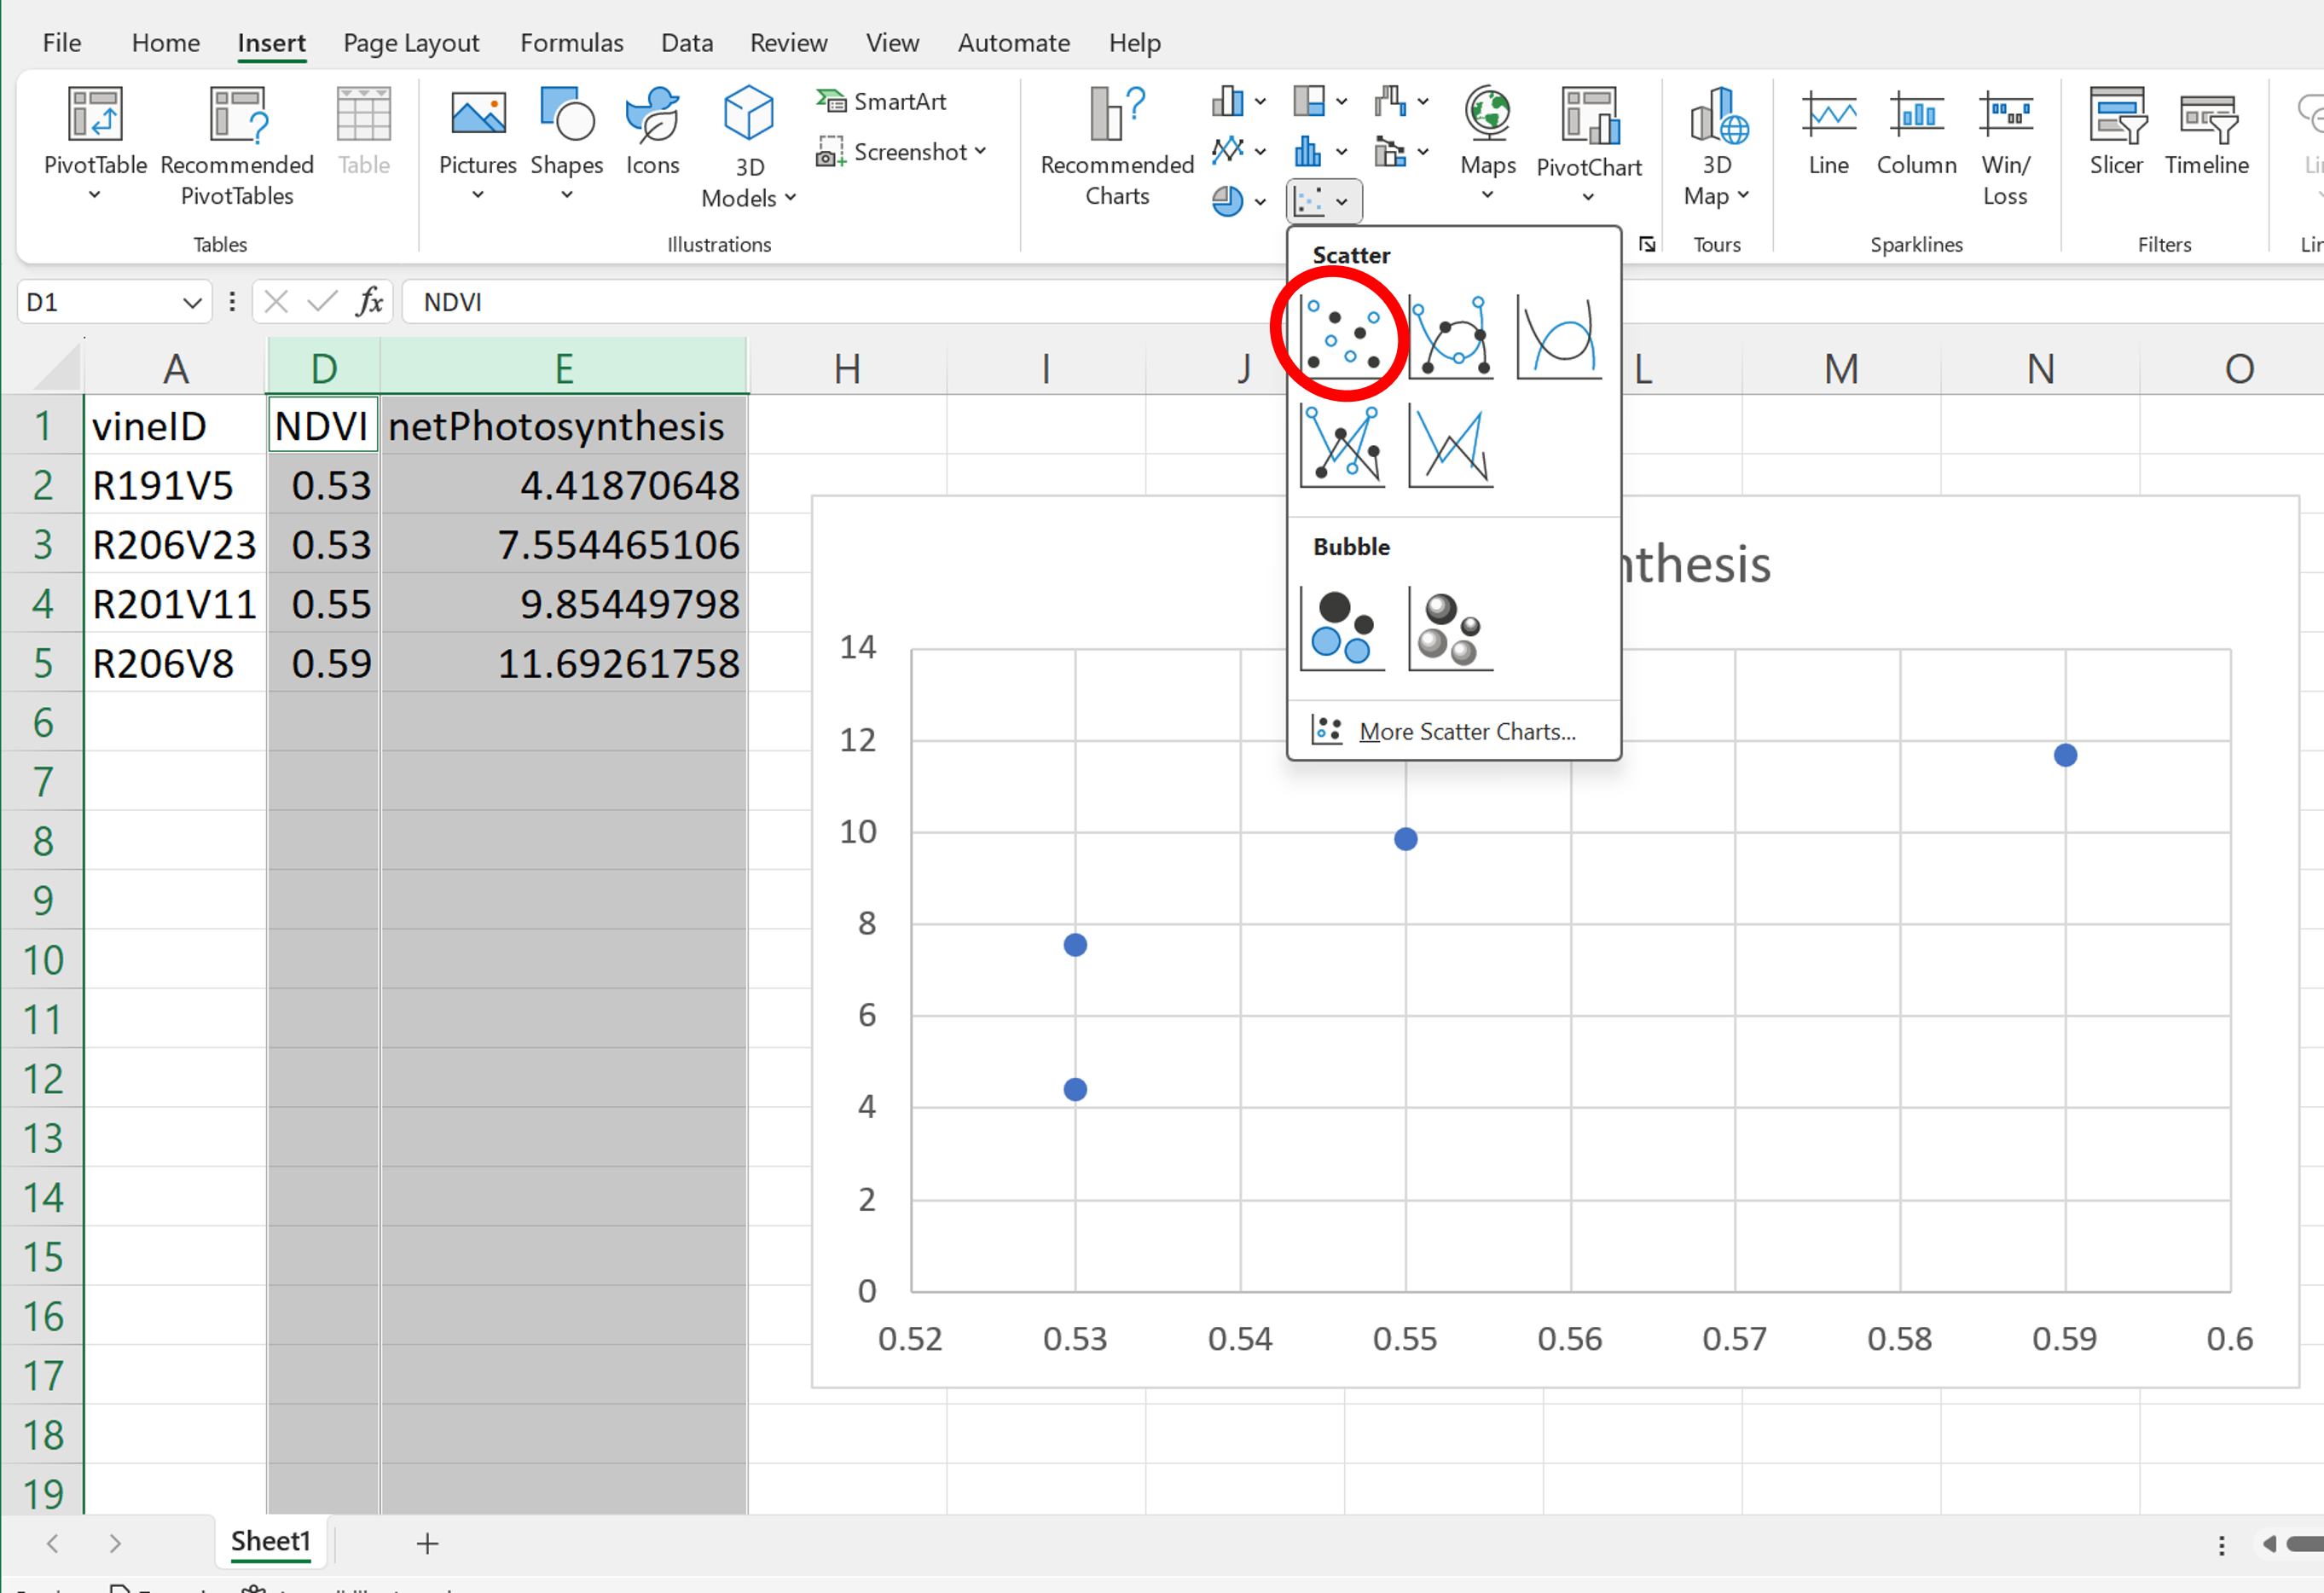 File Home Insert Page Layout Formulas Data Review View Automate Help
PivotTable
Recommended
PivotTables
Table
Tables
Pictures
Shapes
Icons
3D
Models
SmartArt
Screenshot
Illustrations
Recommended
Charts
Maps
PivotChart
3D
Map
Tours
Line
Column
Win/
Loss
Sparklines
Slicer
Timeline
Filters
D1 fx NDVI
Scatter
Bubble
More Scatter Charts...
A D E H I J L M N O
1 vineID NDVI netPhotosynthesis
2 R191V5 0.53 4.41870648
3 R206V23 0.53 7.554465106
4 R201V11 0.55 9.85449798
5 R206V8 0.59 11.69261758
6
7
8
9
10
11
12
13
14
15
16
17
18
19
nthesis
14
12
10
8
6
4
2
0
0.52 0.53 0.54 0.55 0.56 0.57 0.58 0.59 0.6
Sheet1